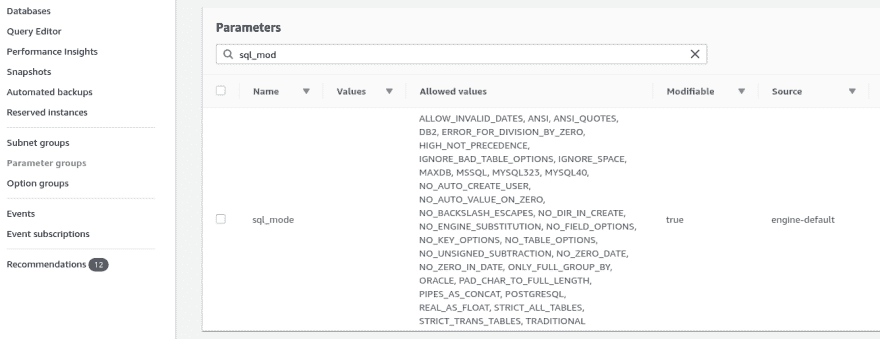 Databases
Query Editor
Performance Insights
Snapshots
Automated backups
Reserved instances
Subnet groups
Parameter groups
Option groups
Events
Event subscriptions
Recommendations 12
Parameters
sql_mod
Name Values Allowed values Modifiable Source
ALLOW_INVALID_DATES, ANSI, ANSI_QUOTES,
DB2, ERROR_FOR_DIVISION_BY_ZERO,
HIGH_NOT_PRECEDENCE,
IGNORE_BAD_TABLE_OPTIONS, IGNORE_SPACE,
MAXDB, MSSQL, MYSQL323, MYSQL40,
NO_AUTO_CREATE_USER,
NO_AUTO_VALUE_ON_ZERO,
NO_BACKSLASH_ESCAPES, NO_DIR_IN_CREATE,
sql_mode NO_ENGINE_SUBSTITUTION, NO_FIELD_OPTIONS, true engine-default
NO_KEY_OPTIONS, NO_TABLE_OPTIONS,
NO_UNSIGNED_SUBTRACTION, NO_ZERO_DATE,
NO_ZERO_IN_DATE, ONLY_FULL_GROUP_BY,
ORACLE, PAD_CHAR_TO_FULL_LENGTH,
PIPES_AS_CONCAT, POSTGRESQL,
REAL_AS_FLOAT, STRICT_ALL_TABLES,
STRICT_TRANS_TABLES, TRADITIONAL